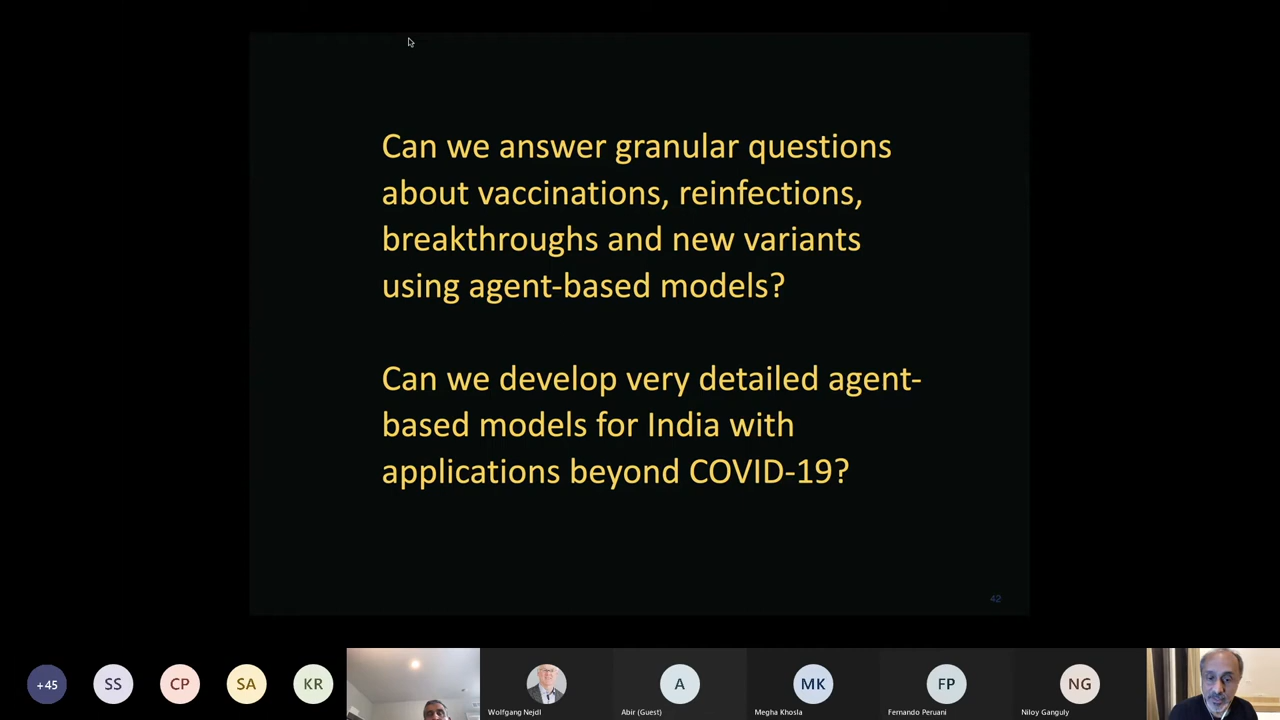 Can we answer granular questions
about vaccinations, reinfections,
breakthroughs and new variants
using agent-based models?
Can we develop very detailed agent-
based models for India with
applications beyond COVID-19?
42
+45
SS
CP
SA
KR
A
MK
FP
NG
Wolfgang Nejdl
Abir (Guest)
Megha Khosla
Fernando Peruani
Niloy Ganguly